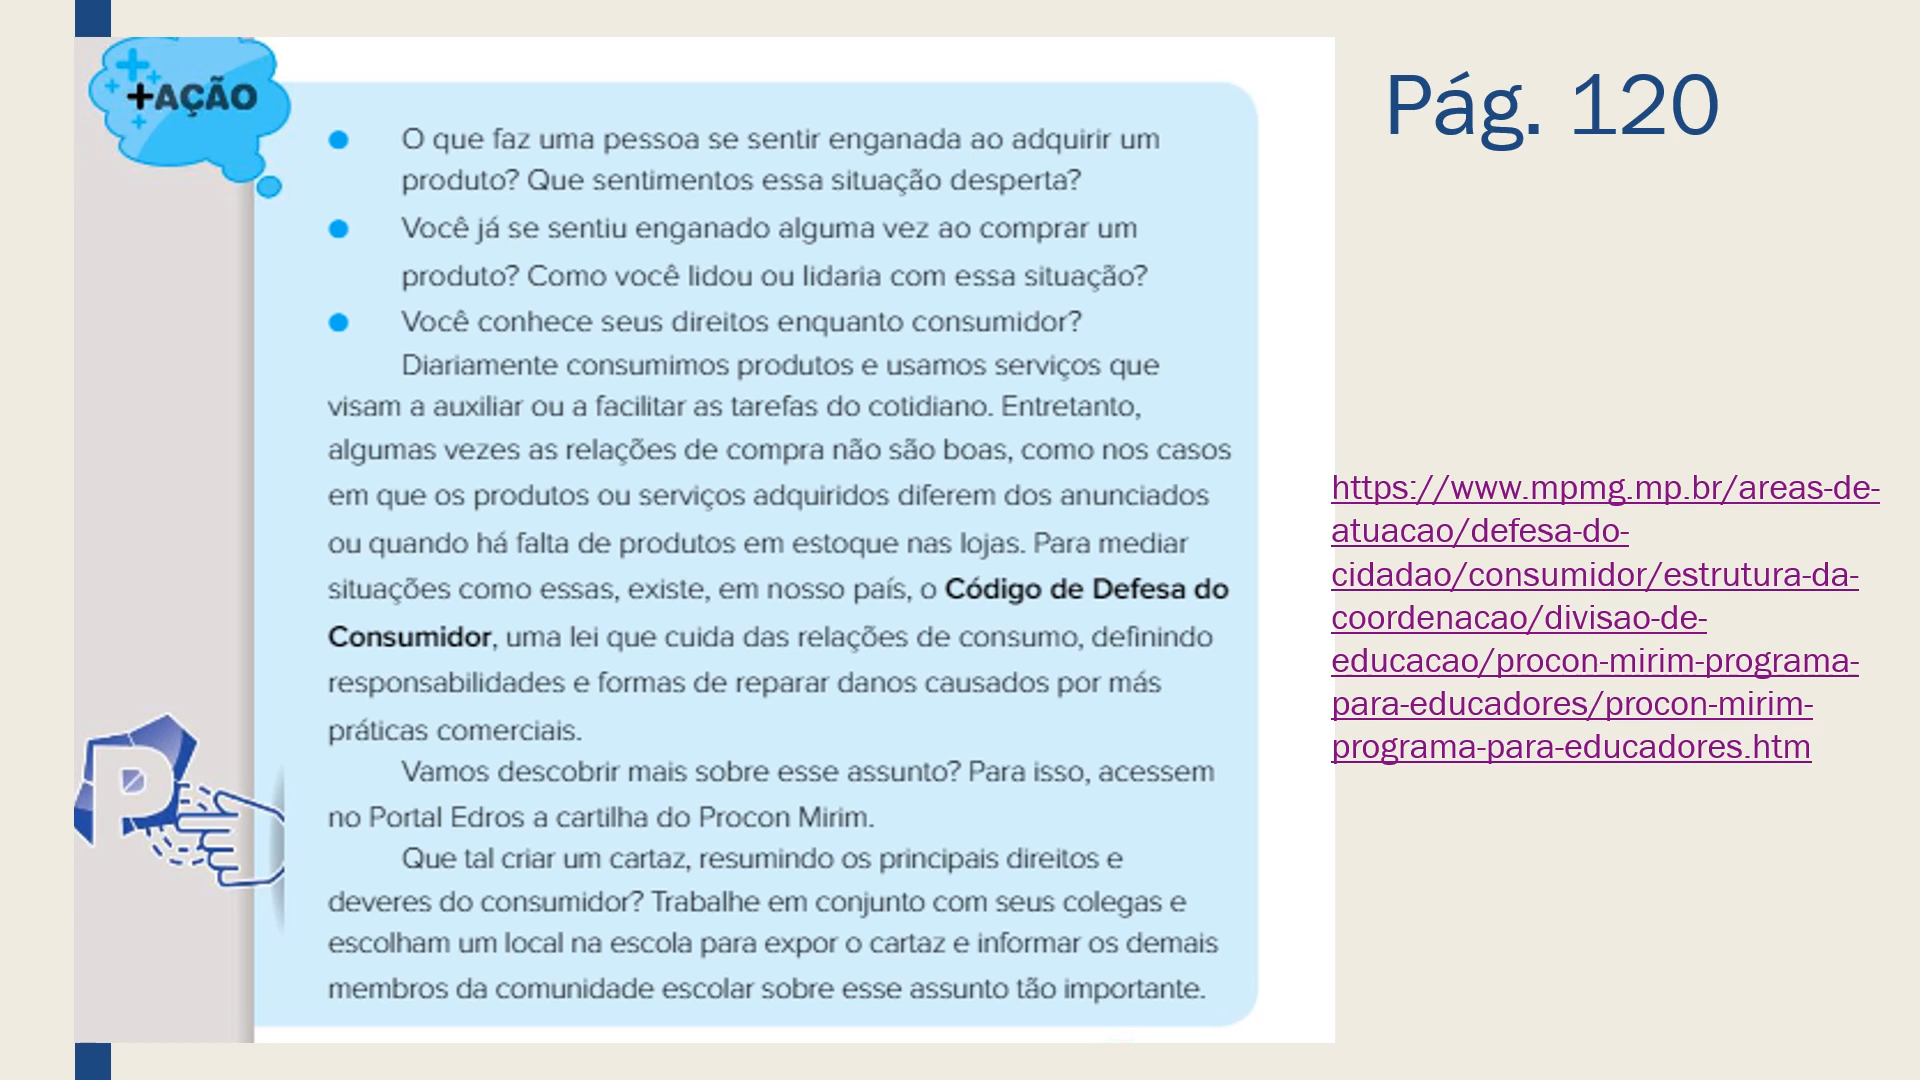 +AÇÃO
Pág. 120
O que faz uma pessoa se sentir enganada ao adquirir um
produto? Que sentimentos essa situação desperta?
Você já se sentiu enganado alguma vez ao comprar um
produto? Como você lidou ou lidaria com essa situação?
Você conhece seus direitos enquanto consumidor?
Diariamente consumimos produtos e usamos serviços que
visam a auxiliar ou a facilitar as tarefas do cotidiano. Entretanto,
algumas vezes as relações de compra não são boas, como nos casos
em que os produtos ou serviços adquiridos diferem dos anunciados
ou quando há falta de produtos em estoque nas lojas. Para mediar
situações como essas, existe, em nosso país, o Código de Defesa do
Consumidor, uma lei que cuida das relações de consumo, definindo
responsabilidades e formas de reparar danos causados por más
práticas comerciais.
Vamos descobrir mais sobre esse assunto? Para isso, acessem
no Portal Edros a cartilha do Procon Mirim.
Que tal criar um cartaz, resumindo os principais direitos e
deveres do consumidor? Trabalhe em conjunto com seus colegas e
escolham um local na escola para expor o cartaz e informar os demais
membros da comunidade escolar sobre esse assunto tão importante.
P
https://www.mpmg.mp.br/areas-de-
atuacao/defesa-do-
cidadao/consumidor/estrutura-da-
coordenacao/divisao-de-
educacao/procon-mirim-programa-
para-educadores/procon-mirim-
programa-para-educadores.htm